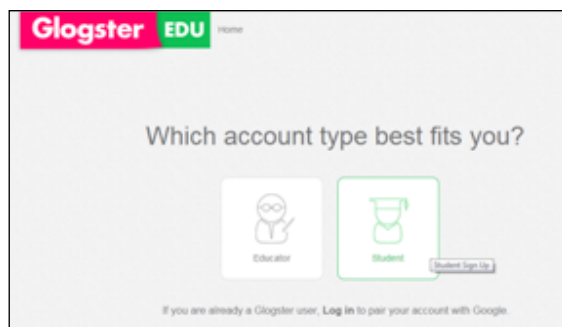 Glogster EDU Home
Which account type best fits you?
Educator Student
Student Sign Up
If you are already a Glogster user, Log in to pair your account with Google.